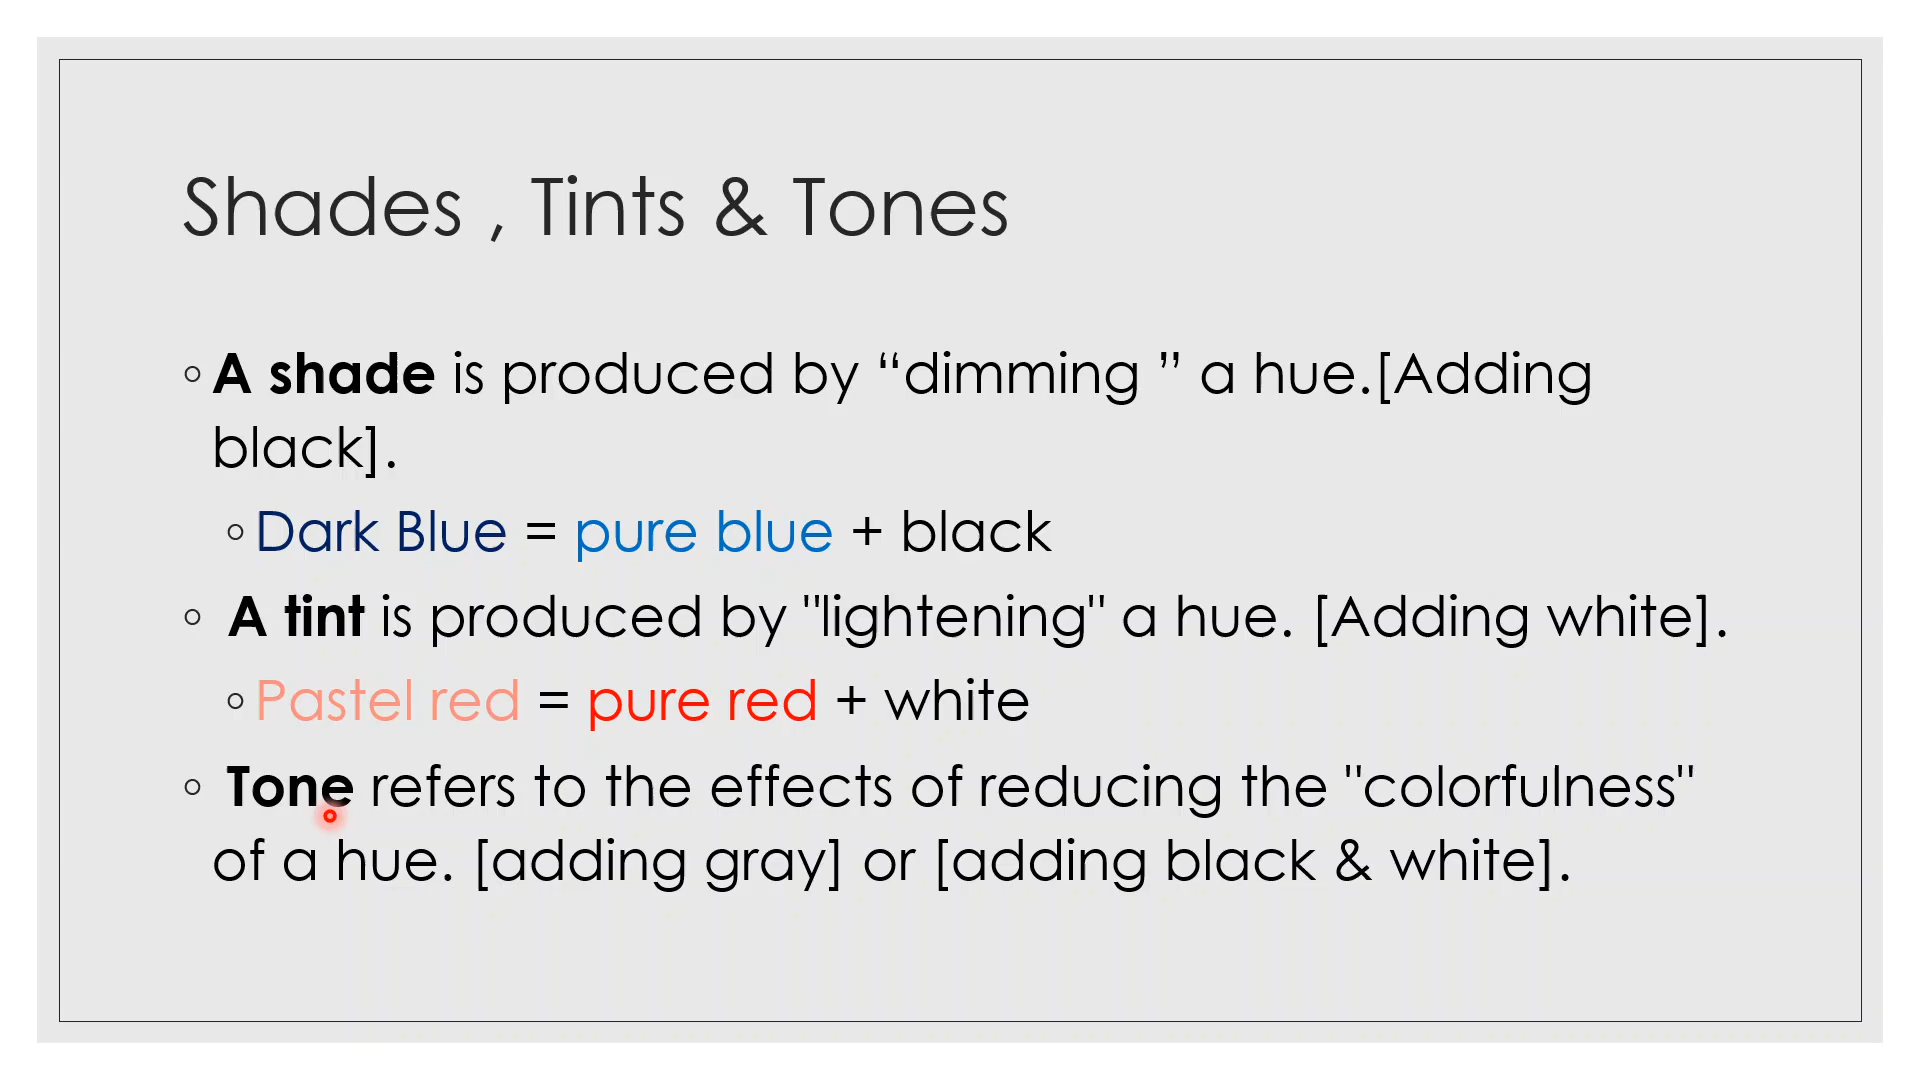 Shades , Tints & Tones
◦ A shade is produced by “dimming ” a hue.[Adding
black].
◦ Dark Blue = pure blue + black
◦ A tint is produced by "lightening" a hue. [Adding white].
◦ Pastel red = pure red + white
◦ Tone refers to the effects of reducing the "colorfulness"
of a hue. [adding gray] or [adding black & white].